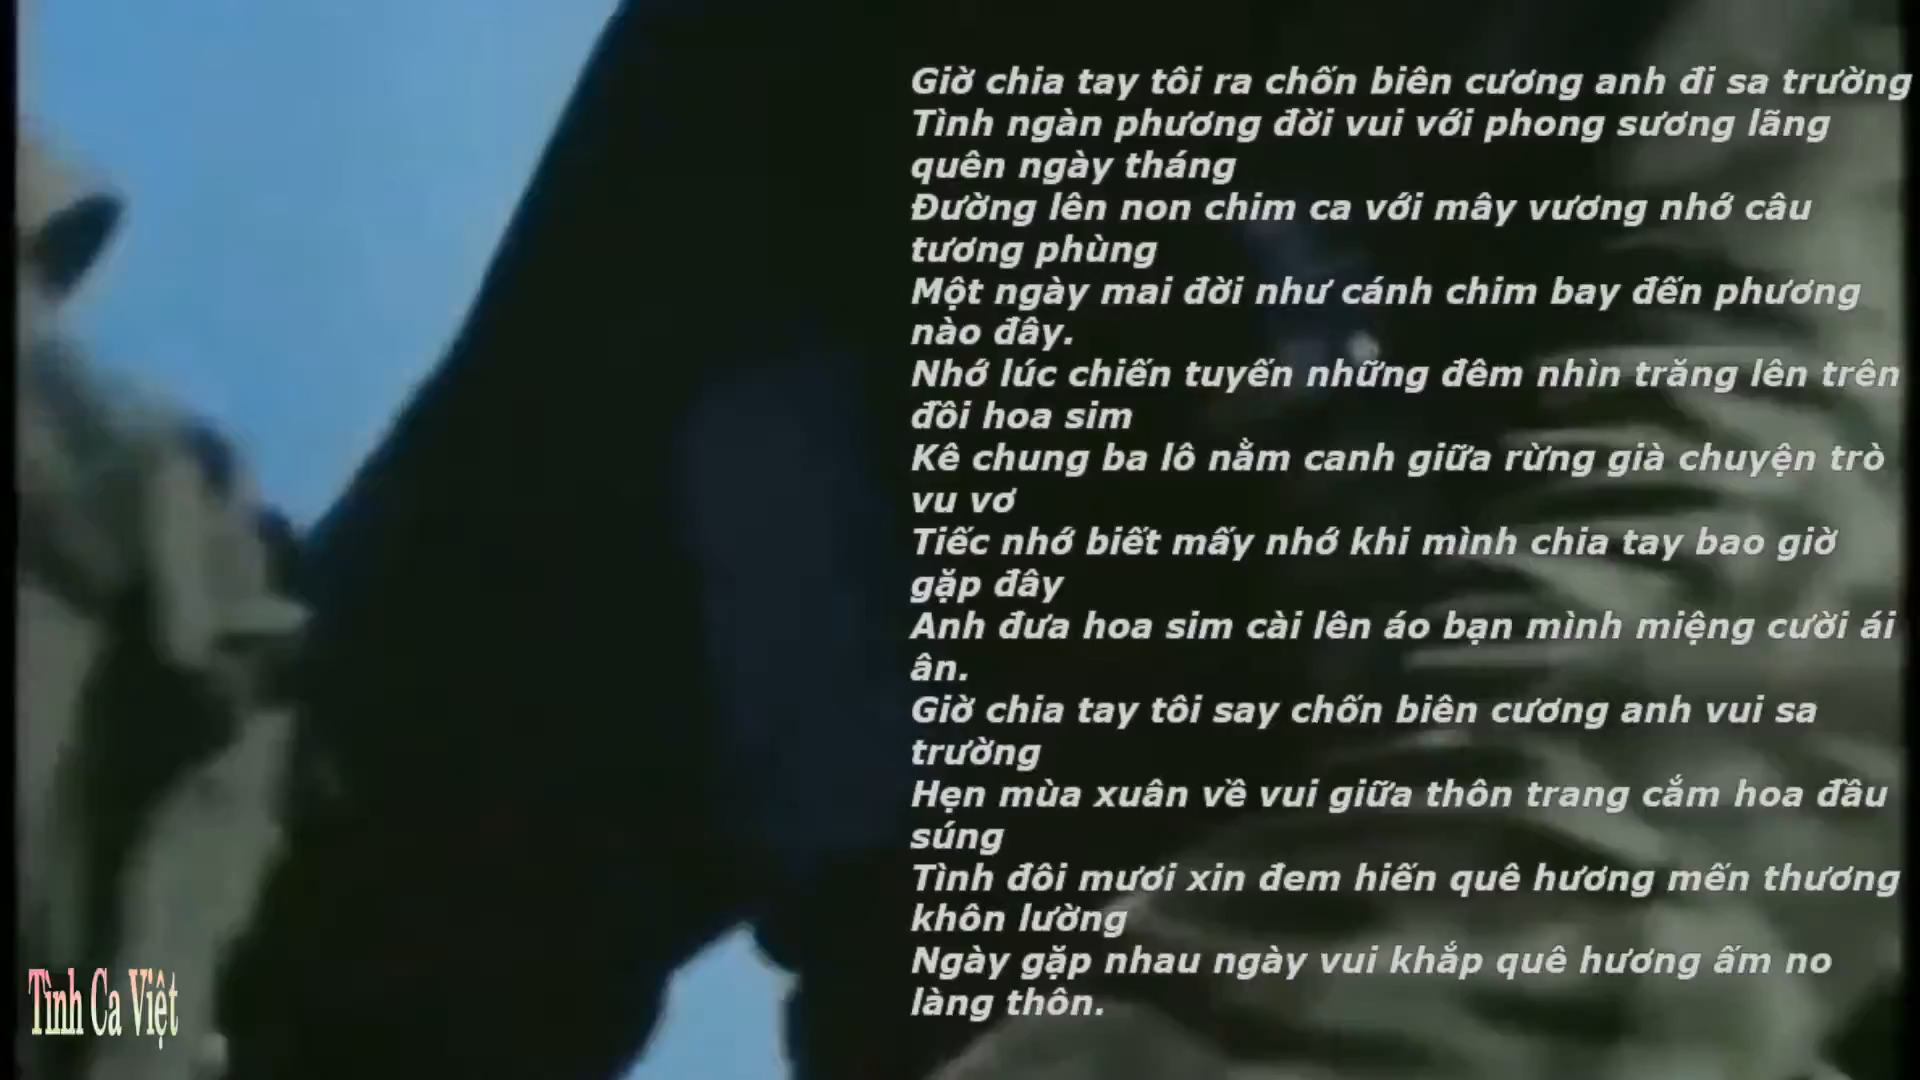 Giờ chia tay tôi ra chốn biên cương anh đi sa trường
Tình ngàn phương đời vui với phong sương lãng
quên ngày tháng
Đường lên non chim ca với mây vương nhớ câu
tương phùng
Một ngày mai đời như cánh chim bay đến phương
nào đây.
Nhớ lúc chiến tuyến những đêm nhìn trăng lên trên
đồi hoa sim
Kê chung ba lô nằm canh giữa rừng già chuyện trò
vu vơ
Tiếc nhớ biết mấy nhớ khi mình chia tay bao giờ
gặp đây
Anh đưa hoa sim cài lên áo bạn mình miệng cười ái
ân.
Giờ chia tay tôi say chốn biên cương anh vui sa
trường
Hẹn mùa xuân về vui giữa thôn trang cắm hoa đầu
súng
Tình đôi mươi xin đem hiến quê hương mến thương
khôn lường
Ngày gặp nhau ngày vui khắp quê hương ấm no
làng thôn.
Tình Ca Việt